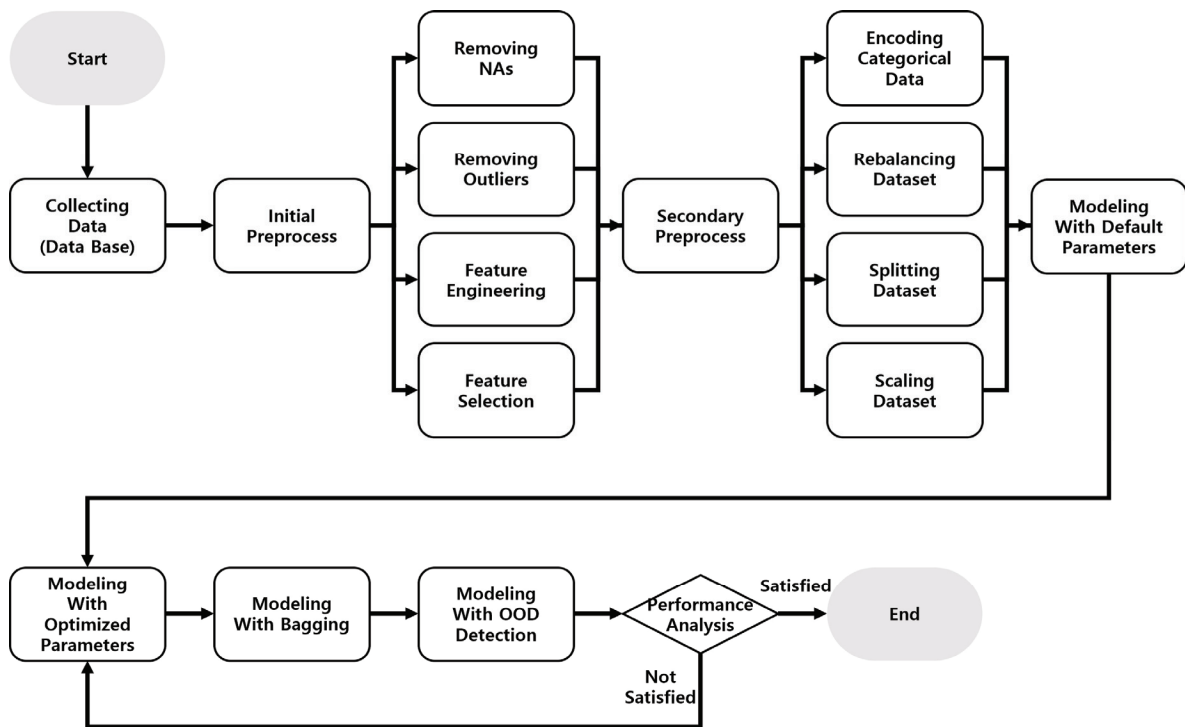 Start
Collecting
Data
(Data Base)
Initial
Preprocess
Removing
NAs
Removing
Outliers
Feature
Engineering
Feature
Selection
Secondary
Preprocess
Encoding
Categorical
Data
Rebalancing
Dataset
Splitting
Dataset
Scaling
Dataset
Modeling
With Default
Parameters
Modeling
With
Optimized
Parameters
Modeling
With Bagging
Modeling
With OOD
Detection
Performance
Analysis
Satisfied
End
Not
Satisfied